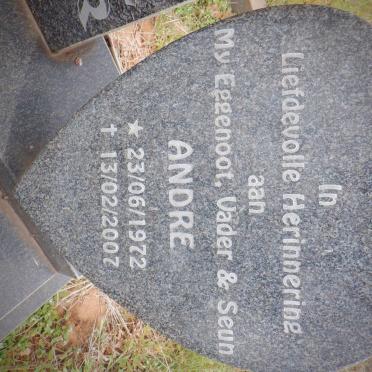 In
Liefdevolle Herinnering
aan
My Eggenoot, Vader & Seun
ANDRE
★ 23/06/1972
✝ 13/02/2007